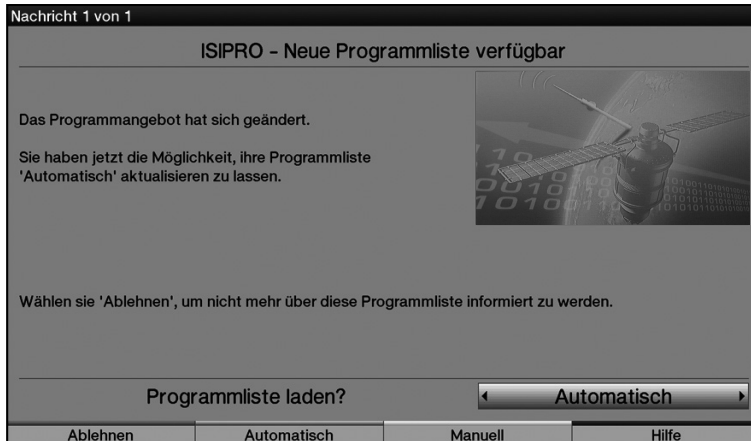 Nachricht 1 von 1
ISIPRO - Neue Programmliste verfügbar
Das Programmangebot hat sich geändert.
Sie haben jetzt die Möglichkeit, ihre Programmliste
'Automatisch' aktualisieren zu lassen.
Wählen sie 'Ablehnen', um nicht mehr über diese Programmliste informiert zu werden.
Programmliste laden?
Automatisch
Ablehnen
Automatisch
Manuell
Hilfe